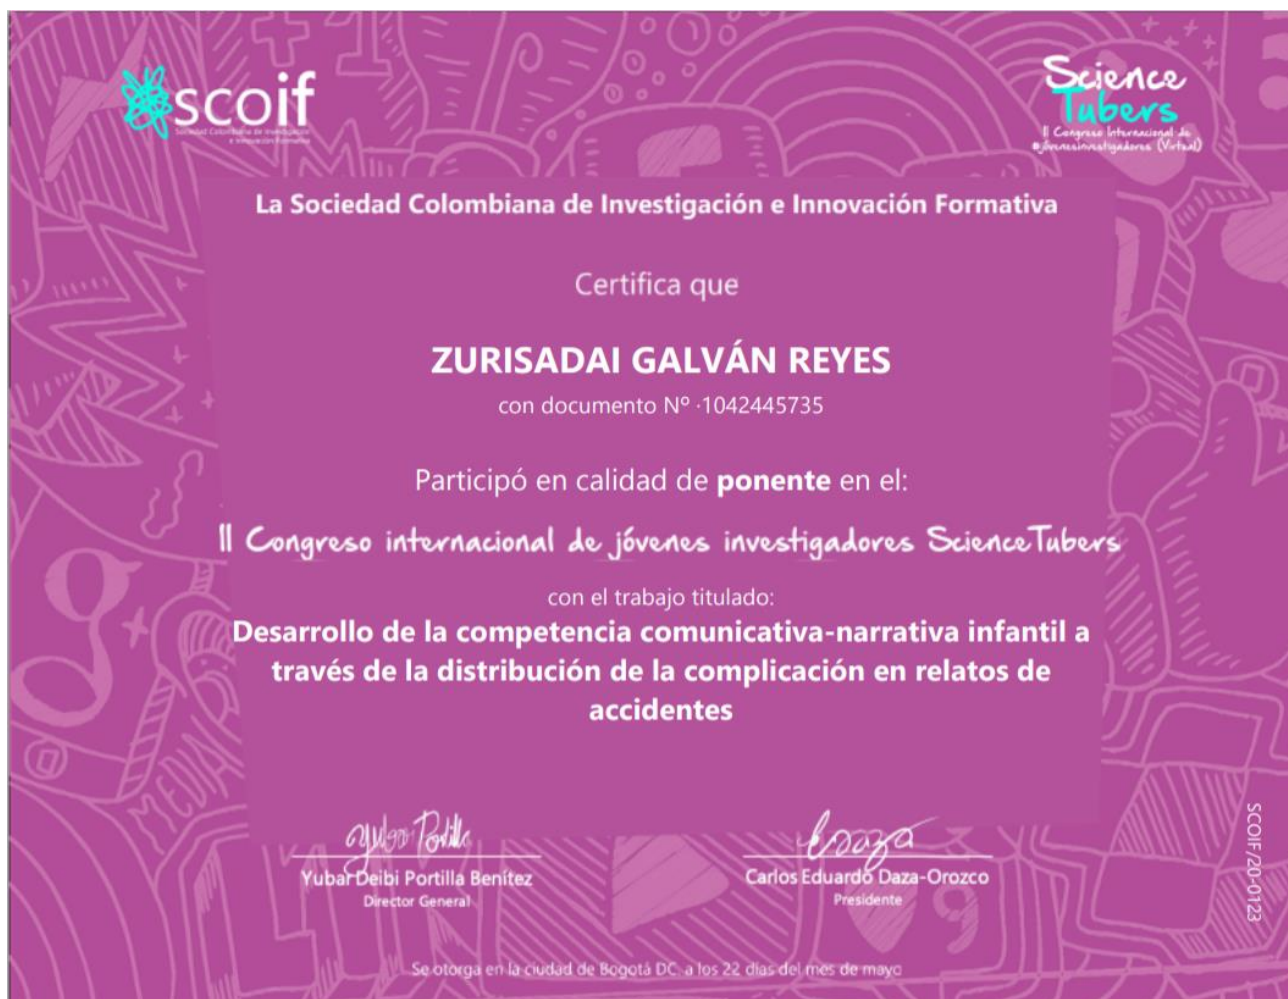 scoif
Sociedad Colombiana de Investigación
e Innovación Formativa
Science
Tubers
II Congreso Internacional de
#jóvenesinvestigadores (Virtual)
La Sociedad Colombiana de Investigación e Innovación Formativa
Certifica que
ZURISADAI GALVÁN REYES
con documento Nº ·1042445735
Participó en calidad de ponente en el:
II Congreso internacional de jóvenes investigadores ScienceTubers
con el trabajo titulado:
Desarrollo de la competencia comunicativa-narrativa infantil a
través de la distribución de la complicación en relatos de
accidentes
Yubar Deibi Portilla Benítez
Director General
Carlos Eduardo Daza-Orozco
Presidente
SCOIF/20-0123
Se otorga en la ciudad de Bogotá DC. a los 22 días del mes de mayo